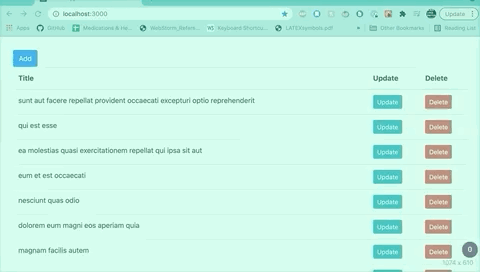 localhost:3000
Update
Apps
GitHub
Medications & He...
WebStorm_Refere...
Keyboard Shortcu...
LATEXsymbols.pdf
»
Other Bookmarks
Reading List
Add
Title Update Delete
sunt aut facere repellat provident occaecati excepturi optio reprehenderit Update Delete
qui est esse Update Delete
ea molestias quasi exercitationem repellat qui ipsa sit aut Update Delete
eum et est occaecati Update Delete
nesciunt quas odio Update Delete
dolorem eum magni eos aperiam quia Update Delete
magnam facilis autem Update Delete
0
1074 x 610